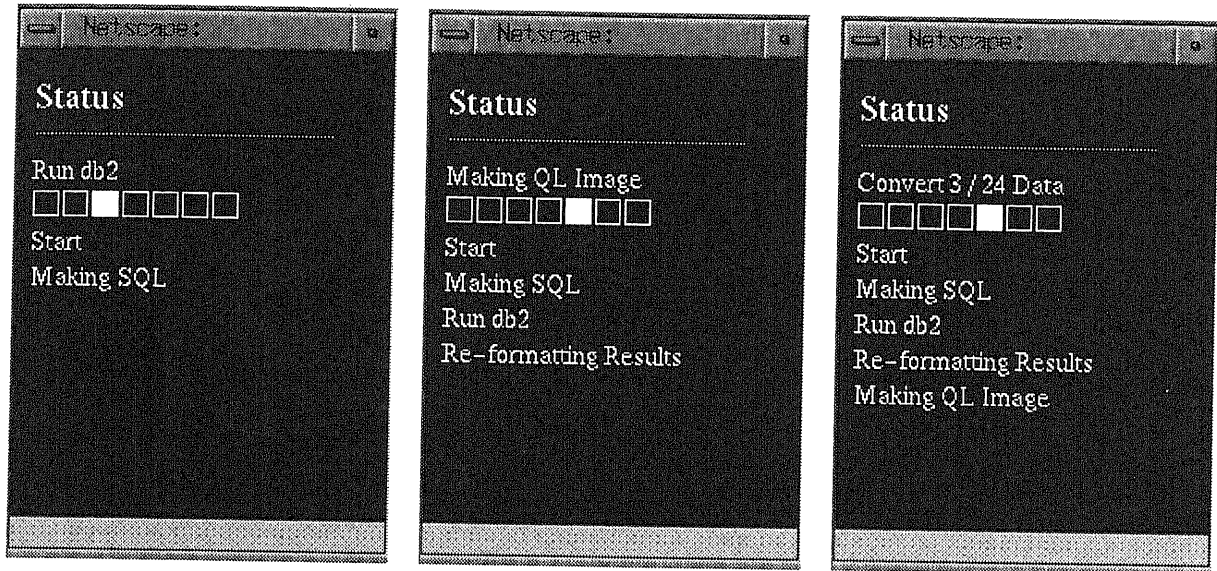 Netscape:
Status
Run db2
Start
Making SQL
Netscape:
Status
Making QL Image
Start
Making SQL
Run db2
Re-formatting Results
Netscape:
Status
Convert 3 / 24 Data
Start
Making SQL
Run db2
Re-formatting Results
Making QL Image